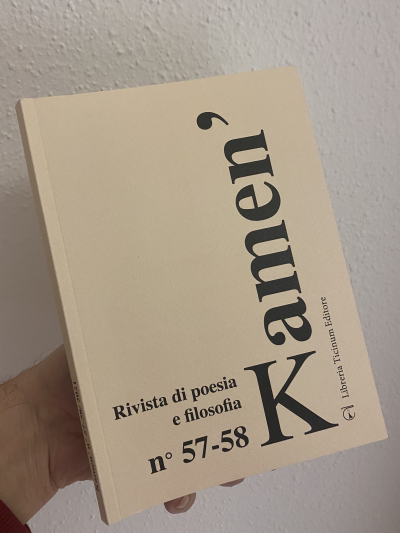 Kamen’
Rivista di poesia
e filosofia
n° 57-58
Libreria Ticinum Editore